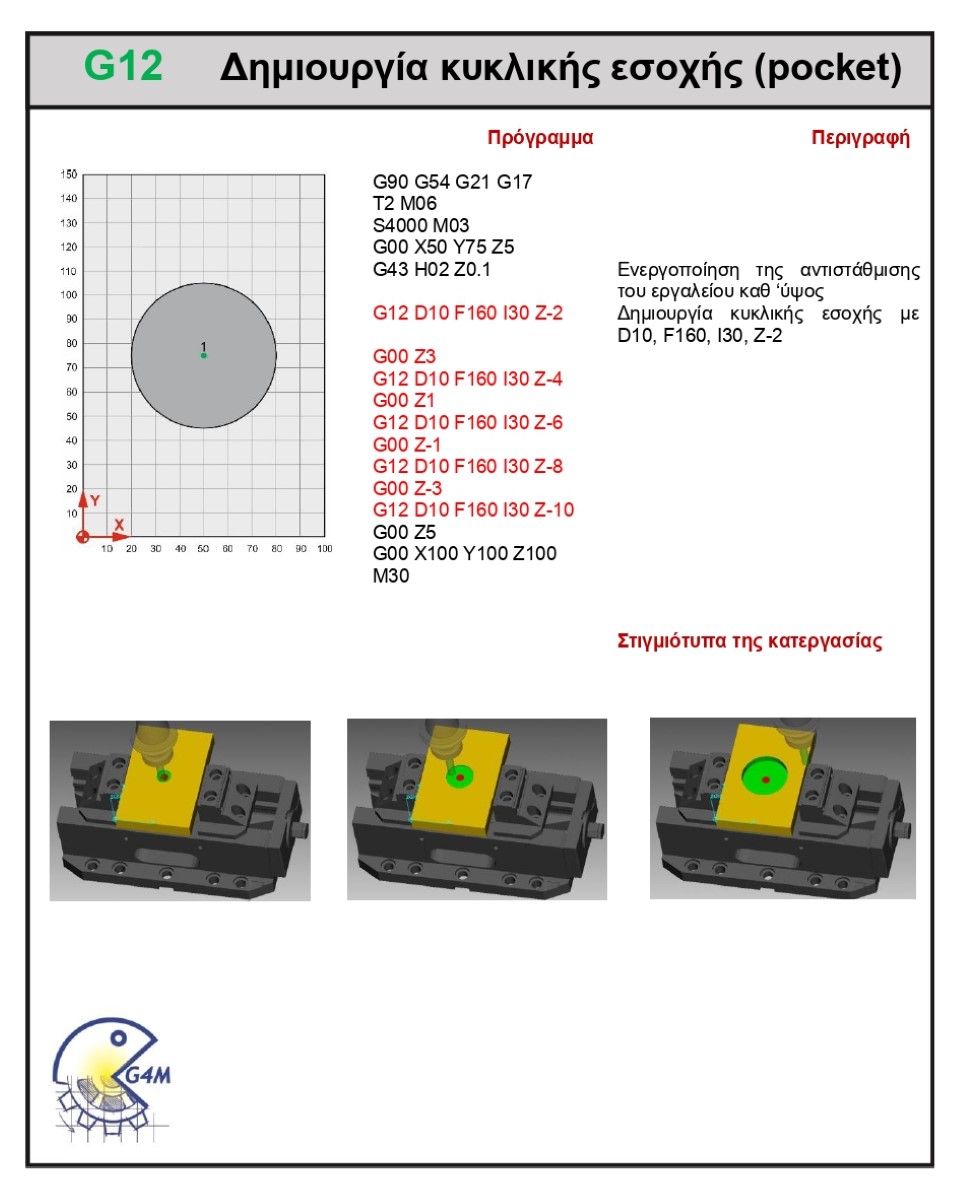 G12 Δημιουργία κυκλικής εσοχής (pocket)
Πρόγραμμα Περιγραφή
150
140
130
120
110
100
90
80
70
60
50
40
30
20
10
1
Y
X
10 20 30 40 50 60 70 80 90 100
G90 G54 G21 G17
T2 M06
S4000 M03
G00 X50 Y75 Z5
G43 H02 Z0.1
G12 D10 F160 I30 Z-2
G00 Z3
G12 D10 F160 I30 Z-4
G00 Z1
G12 D10 F160 I30 Z-6
G00 Z-1
G12 D10 F160 I30 Z-8
G00 Z-3
G12 D10 F160 I30 Z-10
G00 Z5
G00 X100 Y100 Z100
M30
Ενεργοποίηση της αντιστάθμισης
του εργαλείου καθ ‘ύψος
Δημιουργία κυκλικής εσοχής με
D10, F160, I30, Z-2
Στιγμιότυπα της κατεργασίας
G4M